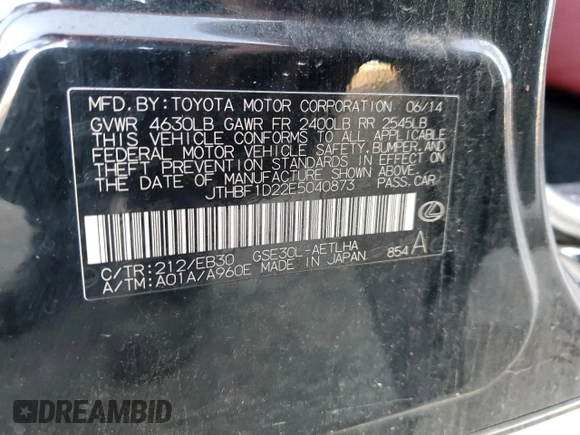 MFD.BY:TOYOTA MOTOR CORPORATION 06/14
GVWR 4630LB GAWR FR 2400LB RR 2545LB
THIS VEHICLE CONFORMS TO ALL APPLICABLE
FEDERAL MOTOR VEHICLE SAFETY,BUMPER,AND
THEFT PREVENTION STANDARDS IN EFFECT ON
THE DATE OF MANUFACTURE SHOWN ABOVE.
JTHBF1D22E5040873 PASS.CAR
C/TR:212/EB30 GSE30L-AETLHA
A/TM:A01A/A960E MADE IN JAPAN 854A
DREAMBID